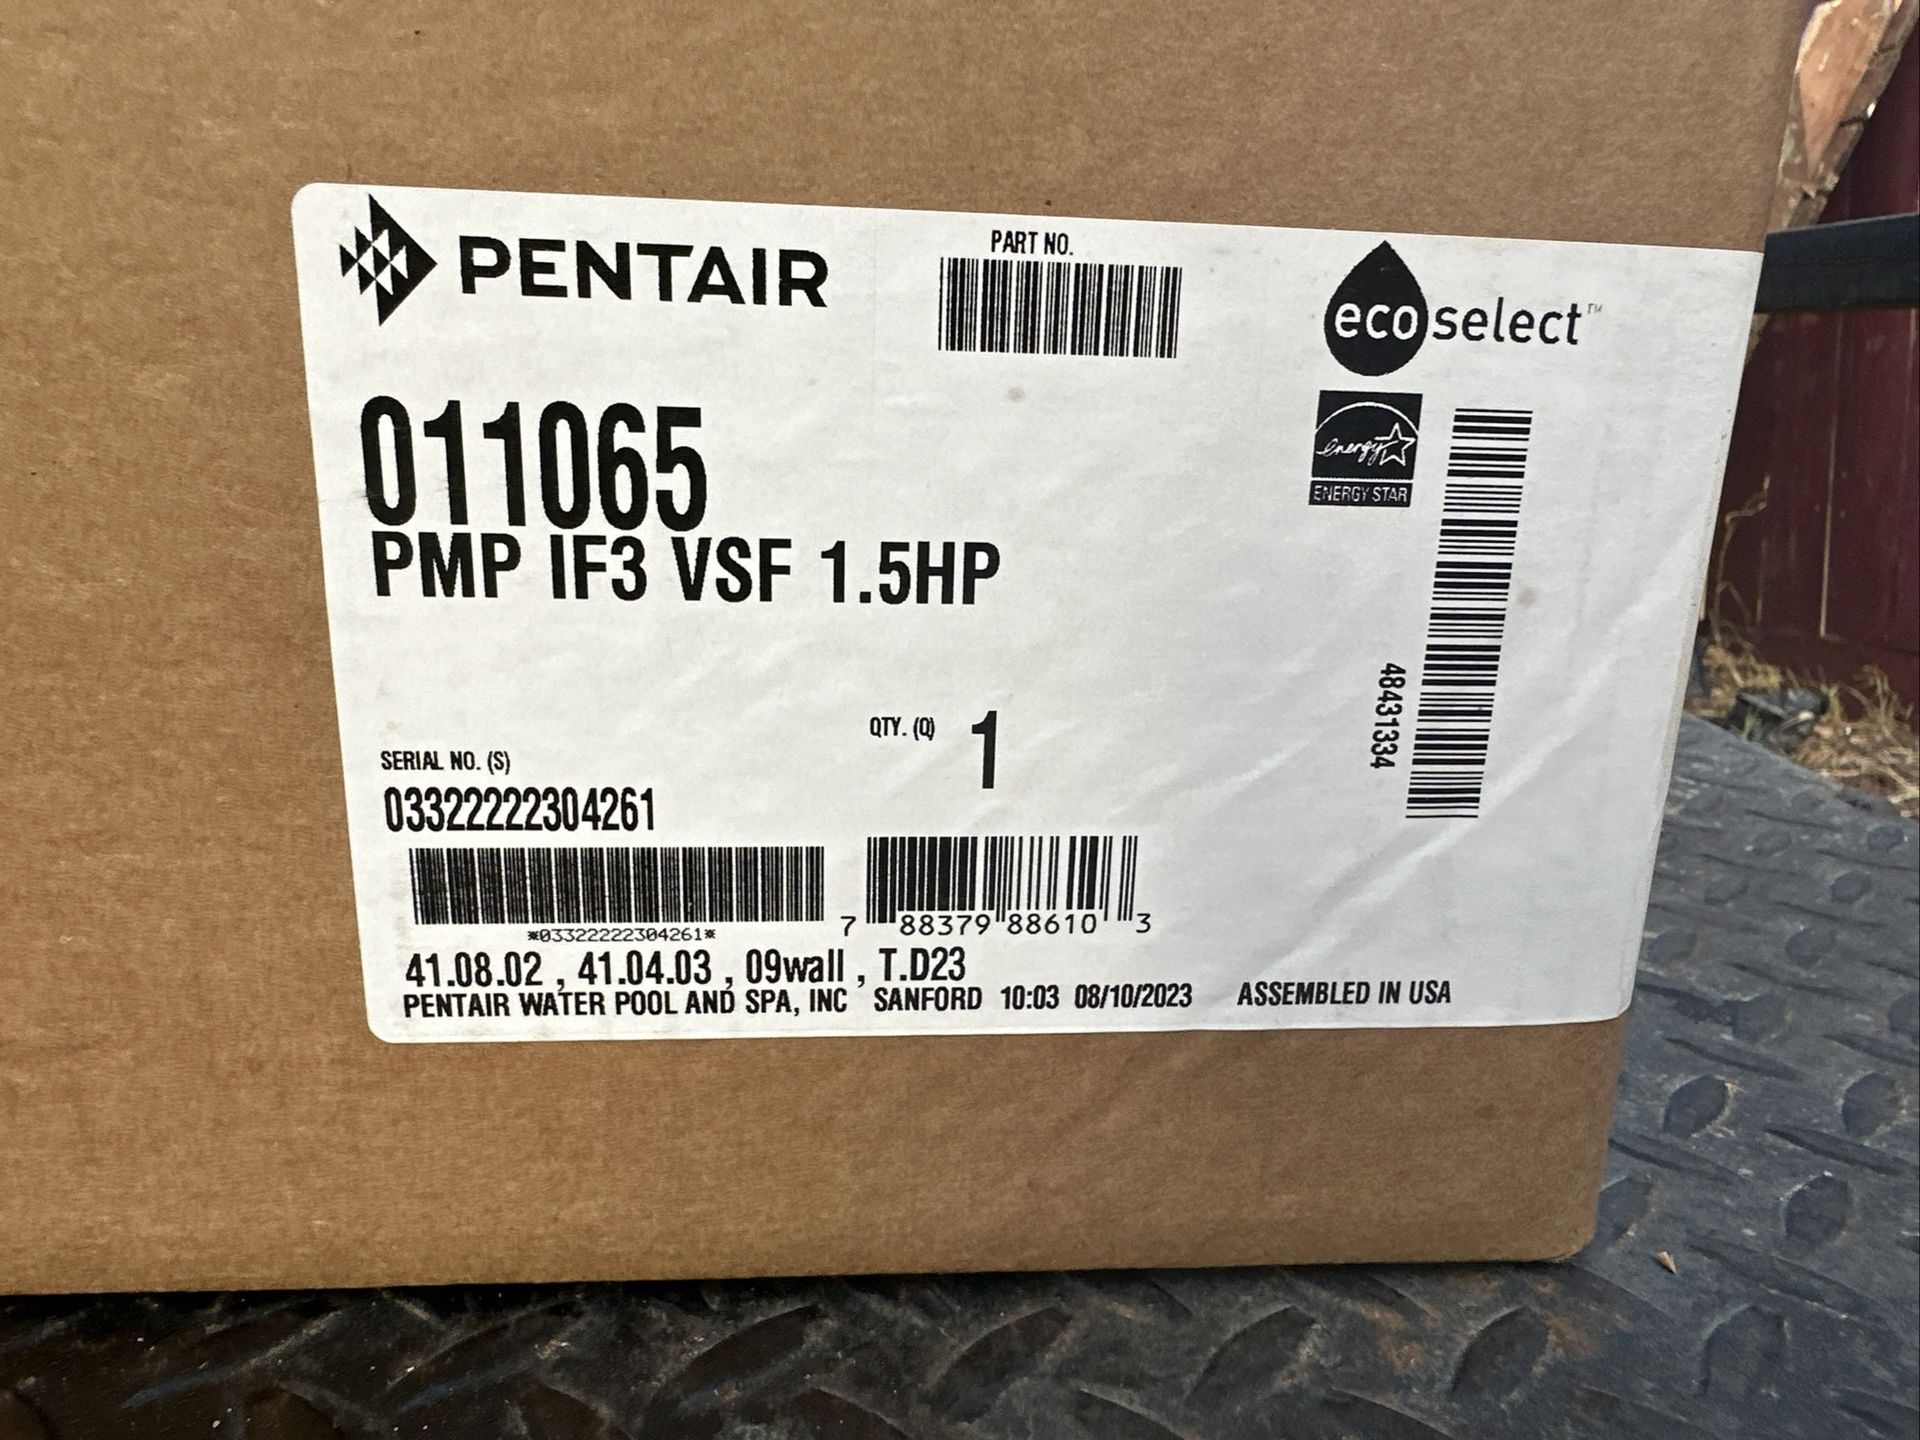 PENTAIR
PART NO.
ecoselect™
energy
ENERGY STAR
011065
PMP IF3 VSF 1.5HP
48431334
QTY. (Q) 1
SERIAL NO. (S)
03322222304261
*03322222304261*
7 88379 88610 3
41.08.02 , 41.04.03 , 09wall , T.D23
PENTAIR WATER POOL AND SPA, INC SANFORD 10:03 08/10/2023 ASSEMBLED IN USA